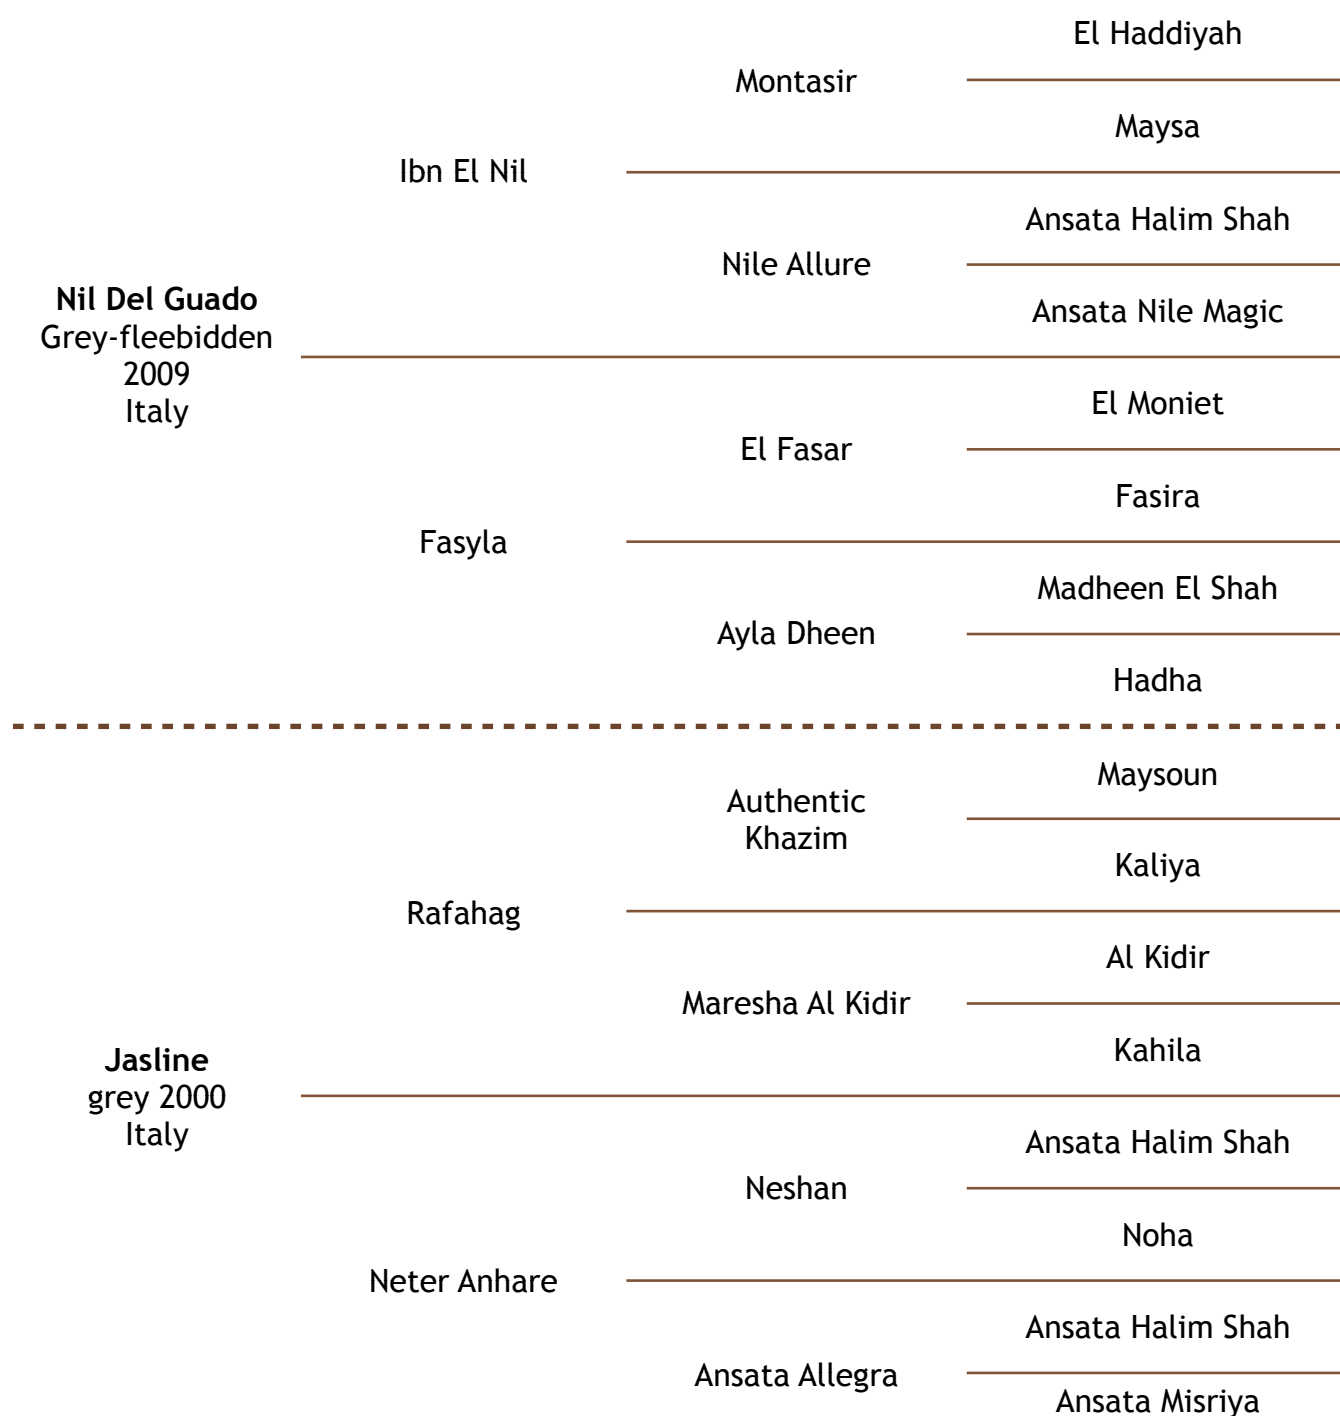 El Haddiyah
Montasir
Maysa
Ibn El Nil
Ansata Halim Shah
Nile Allure
Ansata Nile Magic
Nil Del Guado
Grey-fleebidden
2009
Italy
El Moniet
El Fasar
Fasira
Fasyla
Madheen El Shah
Ayla Dheen
Hadha
Maysoun
Authentic
Khazim
Kaliya
Rafahag
Al Kidir
Maresha Al Kidir
Kahila
Jasline
grey 2000
Italy
Ansata Halim Shah
Neshan
Noha
Neter Anhare
Ansata Halim Shah
Ansata Allegra
Ansata Misriya